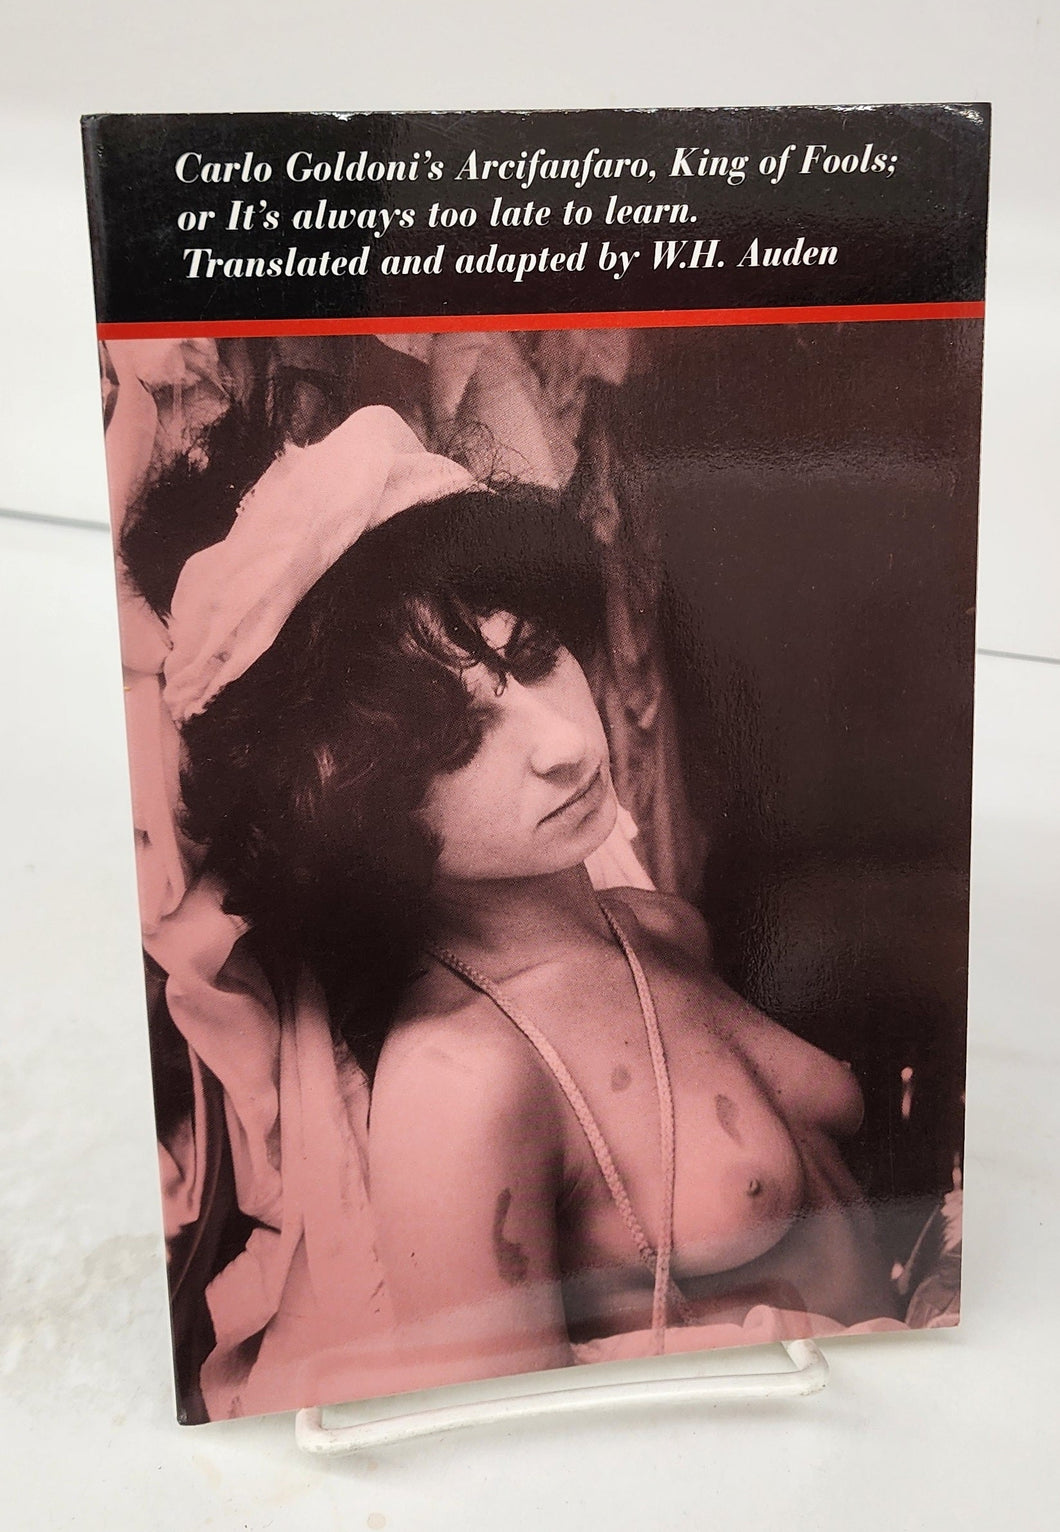 Carlo Goldoni's Arcifanfaro, King of Fools;
or It's always too late to learn.
Translated and adapted by W.H. Auden